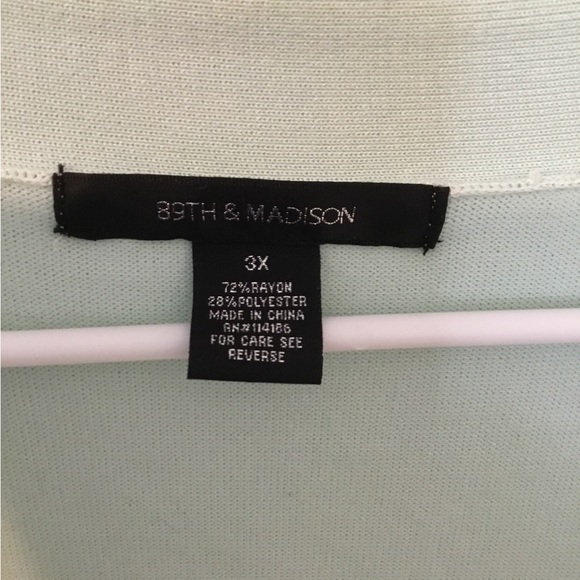 89TH & MADISON
3X
72%RAYON
28%POLYESTER
MADE IN CHINA
RN#114186
FOR CARE SEE
REVERSE